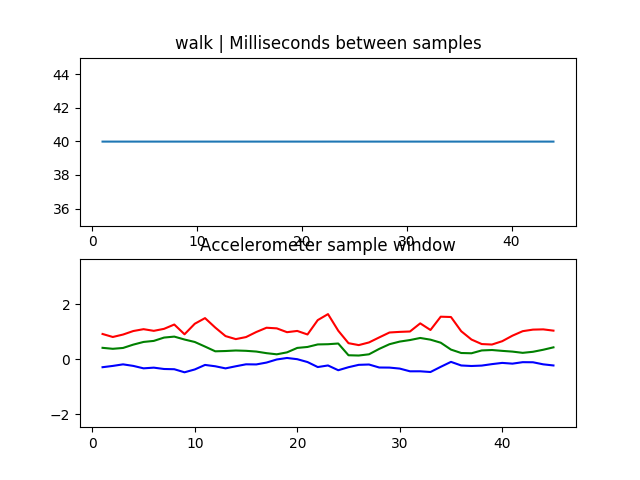 walk | Milliseconds between samples
44
42
40
38
36
0 10 20 30 40
Accelerometer sample window
2
0
−2
0 10 20 30 40